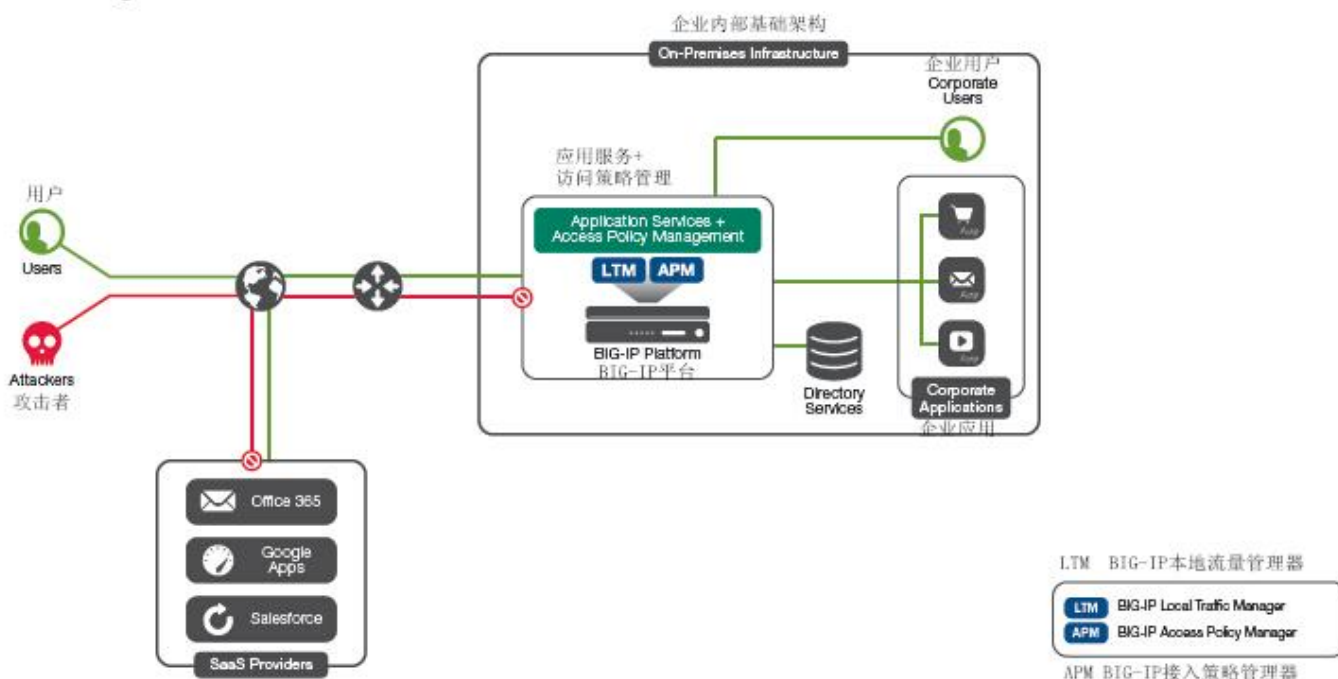 企业内部基础架构
On-Premises Infrastructure
企业用户
Corporate
Users
应用服务+
访问策略管理
用户
Users
Application Services +
Access Policy Management
LTM APM
BIG-IP Platform
BIG-IP平台
App
App
App
Attackers
攻击者
Directory
Services
Corporate
Applications
企业应用
Office 365
Google
Apps
Salesforce
SaaS Providers
LTM BIG-IP本地流量管理器
LTM BIG-IP Local Traffic Manager
APM BIG-IP Access Policy Manager
APM BIG-IP接入策略管理器